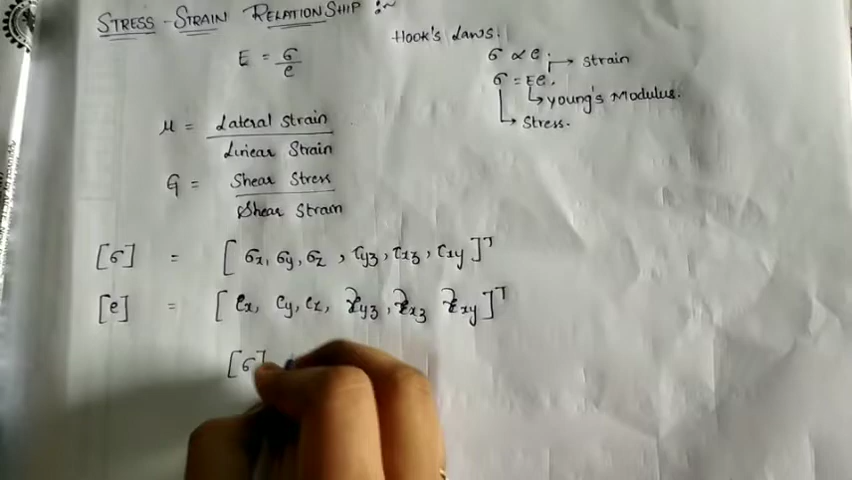 STRESS - STRAIN RELATIONSHIP :~
Hook's Laws.
E = σ/e
σ ∝ e. → strain
σ = Ee.
→ Young's Modulus.
→ Stress.
μ = Lateral strain / Linear Strain
G = Shear Stress / Shear Strain
[σ] = [σx, σy, σz, τyz, τxz, τxy]ᵀ
[e] = [ex, ey, ez, γyz, γxz γxy]ᵀ
[σ]